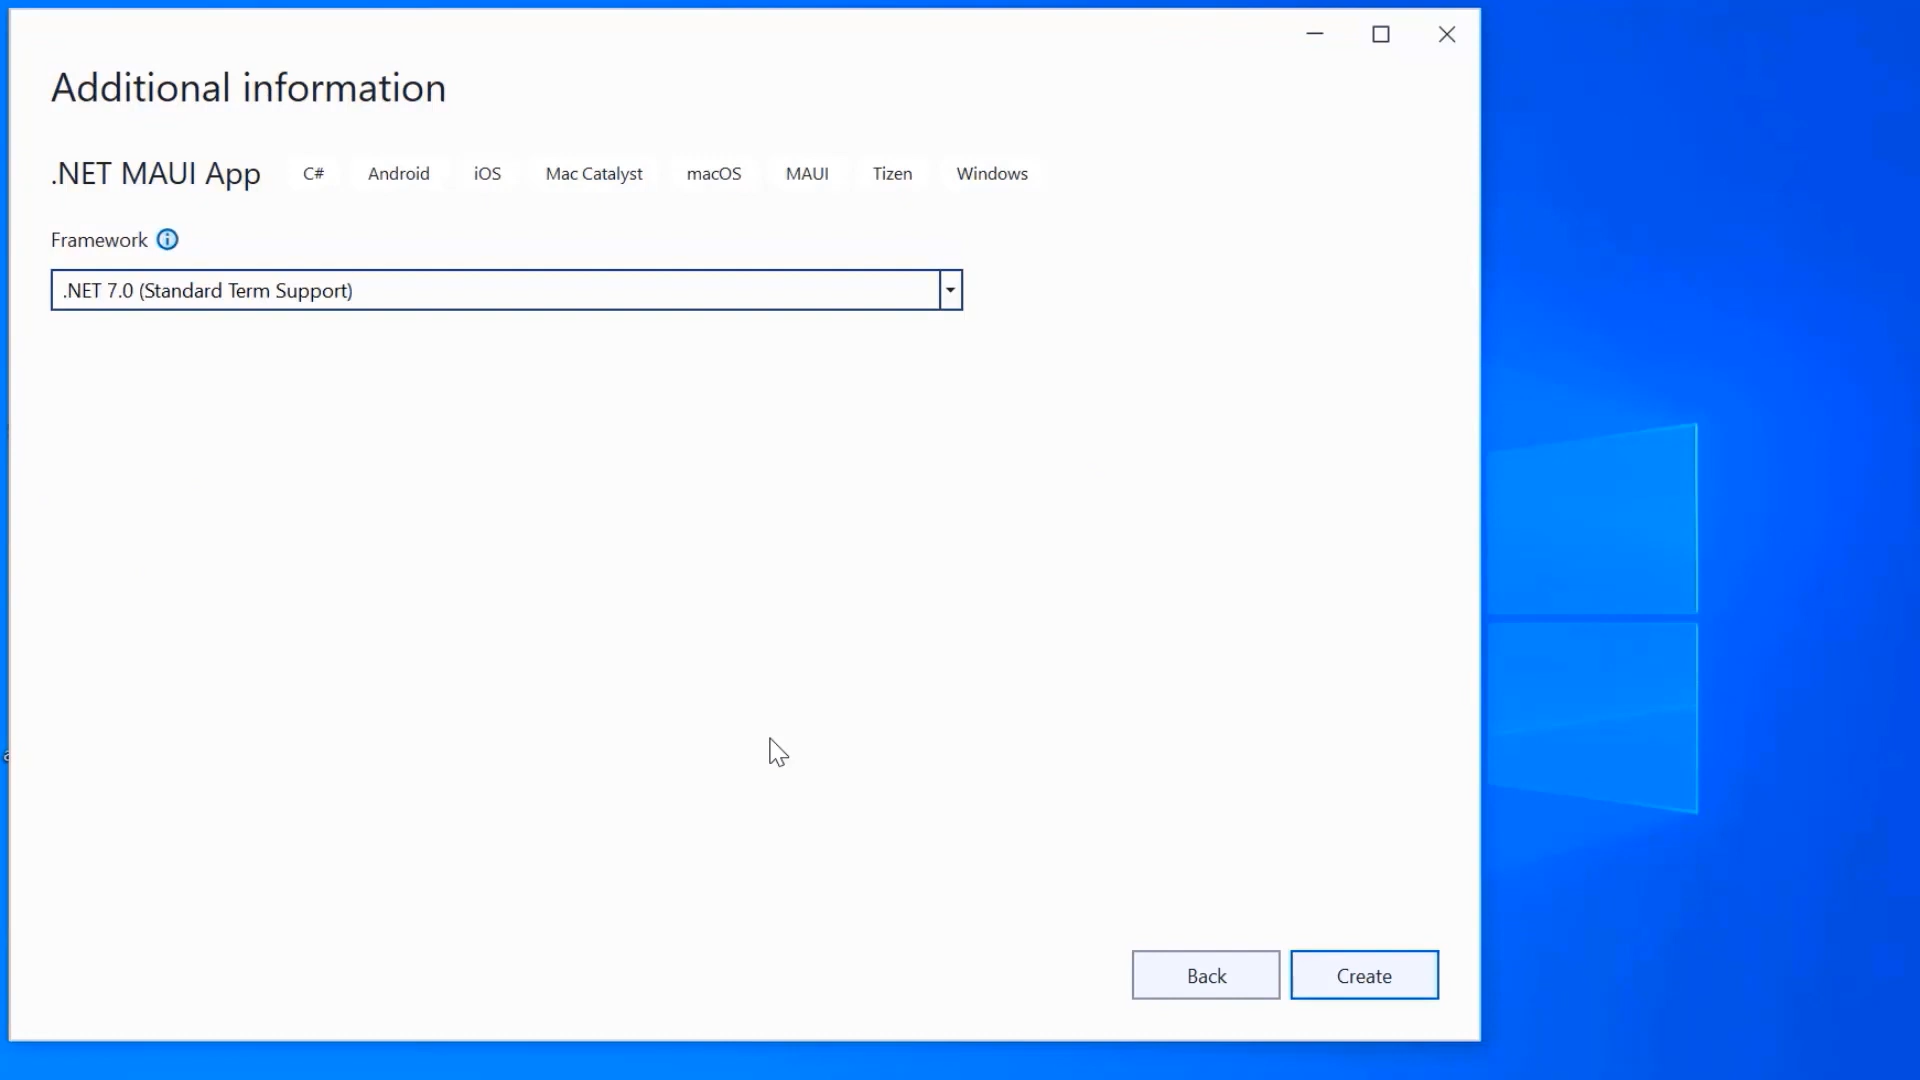 Additional information
.NET MAUI App C# Android iOS Mac Catalyst macOS MAUI Tizen Windows
Framework
.NET 7.0 (Standard Term Support)
Back Create